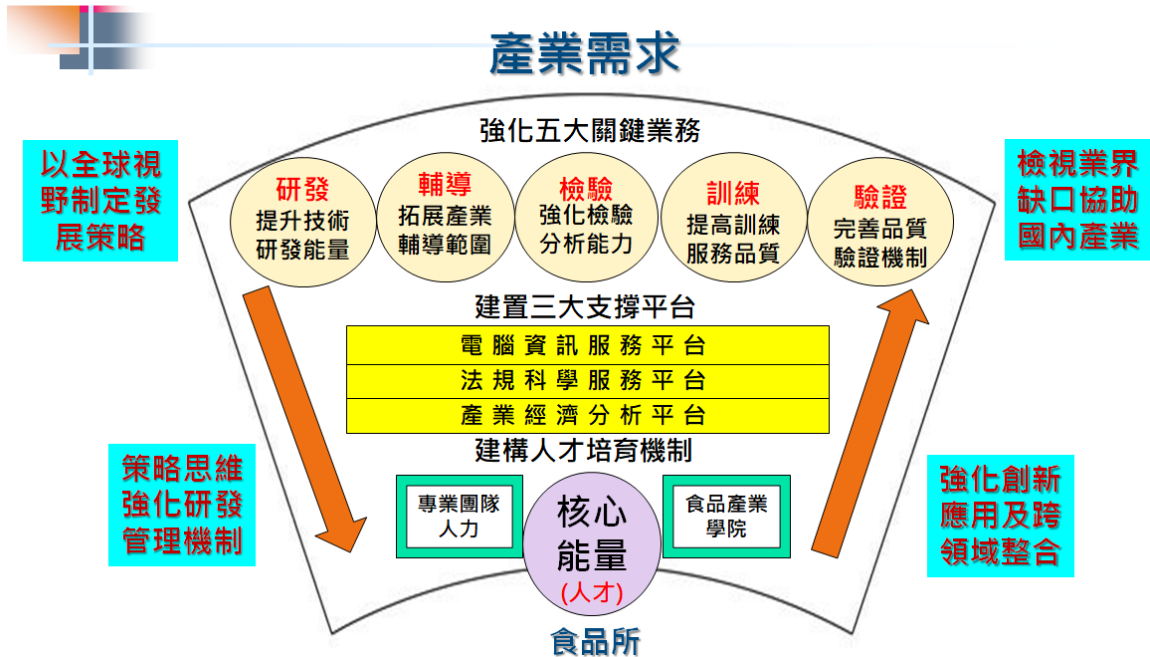 產業需求
強化五大關鍵業務
以全球視
野制定發
展策略
檢視業界
缺口協助
國內產業
研發
提升技術
研發能量
輔導
拓展產業
輔導範圍
檢驗
強化檢驗
分析能力
訓練
提高訓練
服務品質
驗證
完善品質
驗證機制
建置三大支撐平台
電腦資訊服務平台
法規科學服務平台
產業經濟分析平台
建構人才培育機制
策略思維
強化研發
管理機制
專業團隊
人力
核心
能量
(人才)
食品產業
學院
強化創新
應用及跨
領域整合
食品所